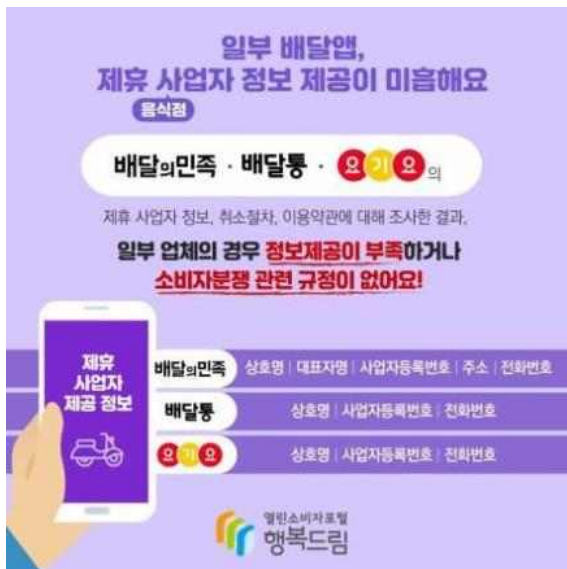 일부 배달앱,
제휴 사업자 정보 제공이 미흡해요
음식점
배달의민족 · 배달통 · 요기요의
제휴 사업자 정보, 취소절차, 이용약관에 대해 조사한 결과,
일부 업체의 경우 정보제공이 부족하거나
소비자분쟁 관련 규정이 없어요!
제휴
사업자
제공 정보
배달의민족 상호명 | 대표자명 | 사업자등록번호 | 주소 | 전화번호
배달통 상호명 | 사업자등록번호 | 전화번호
요기요 상호명 | 사업자등록번호 | 전화번호
열린소비자포털
행복드림